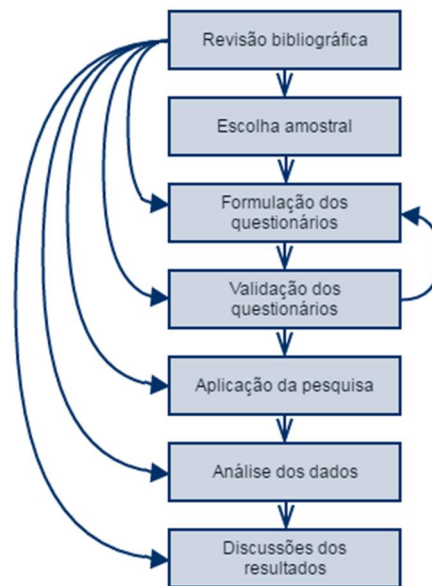 Revisão bibliográfica
Escolha amostral
Formulação dos
questionários
Validação dos
questionários
Aplicação da pesquisa
Análise dos dados
Discussões dos
resultados